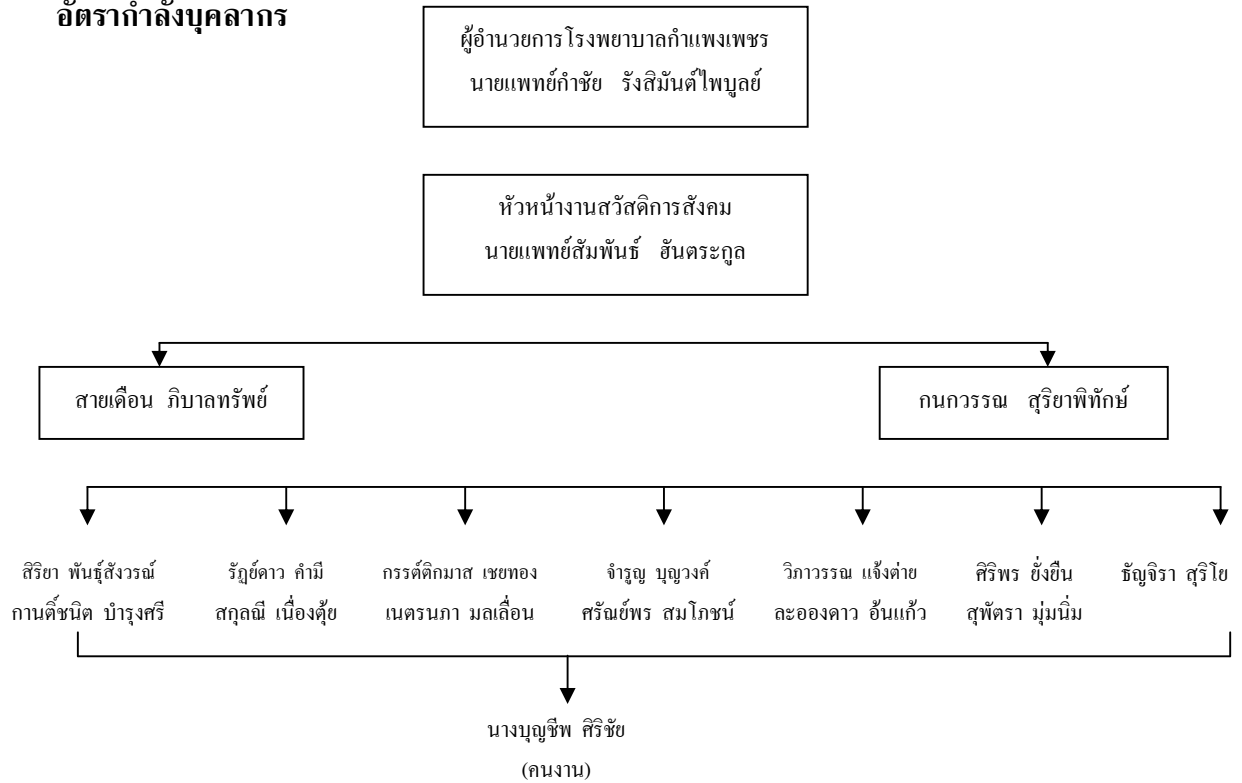 อัตรากำลังบุคลากร
ผู้อำนวยการโรงพยาบาลกำแพงเพชร
นายแพทย์กำชัย รังสิมันต์ไพบูลย์
หัวหน้างานสวัสดิการสังคม
นายแพทย์สัมพันธ์ ฮันตระกูล
สายเดือน ภิบาลทรัพย์
กนกวรรณ สุริยาพิทักษ์
สิริยา พันธุ์สังวรณ์
กานติ์ชนิต บำรุงศรี
รัฏย์ดาว คำมี
สกุลฌี เนื่องตุ้ย
กรรต์ติกมาส เชยทอง
เนตรนภา มลเลื่อน
จำรูญ บุญวงค์
ศรัณย์พร สมโภชน์
วิภาวรรณ แจ้งต่าย
ละอองดาว อ้นแก้ว
ศิริพร ยั่งยืน
สุพัตรา มุ่มนิ่ม
ธัญจิรา สุริโย
นางบุญชีพ ศิริชัย
(คนงาน)